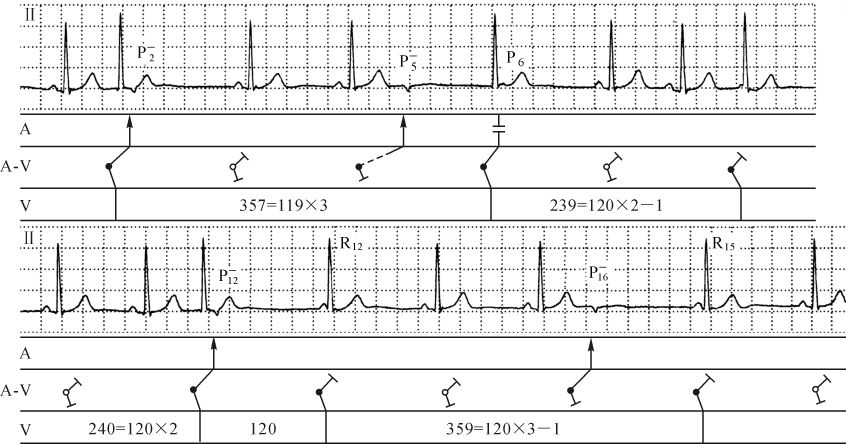 II
P₂⁻ P₅⁻ P₆
A
A-V
V 357=119×3 239=120×2−1
II
P₁₂⁻ R₁₂ P₁₆⁻ R₁₅
A
A-V
V 240=120×2 120 359=120×3−1